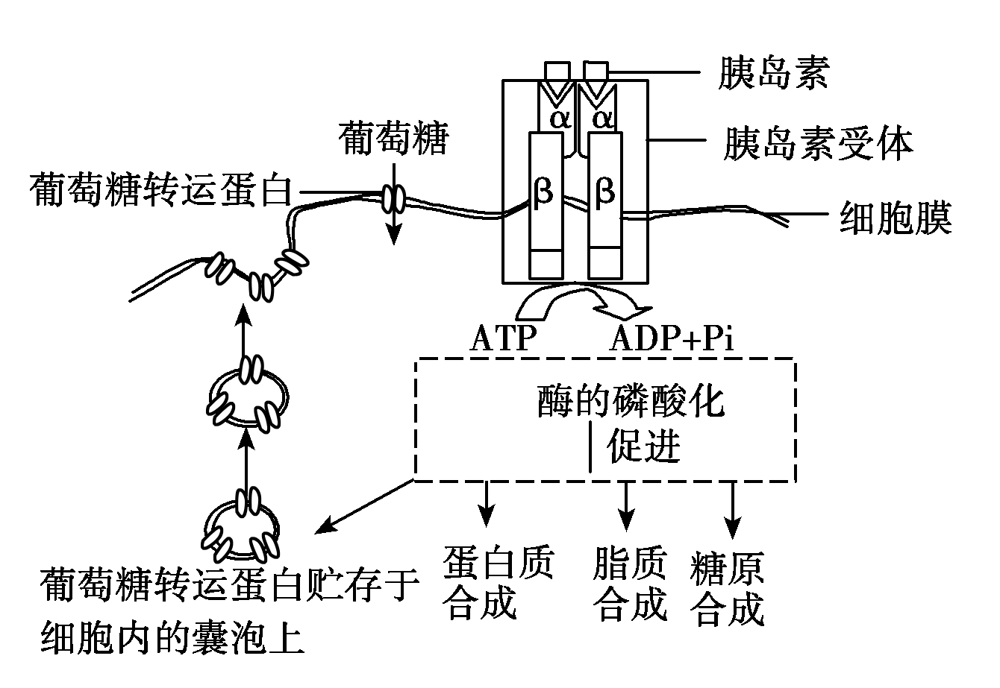 胰岛素
α α
葡萄糖
胰岛素受体
葡萄糖转运蛋白
β β
细胞膜
ATP ADP+Pi
酶的磷酸化
促进
蛋白质
合成
脂质
合成
糖原
合成
葡萄糖转运蛋白贮存于
细胞内的囊泡上